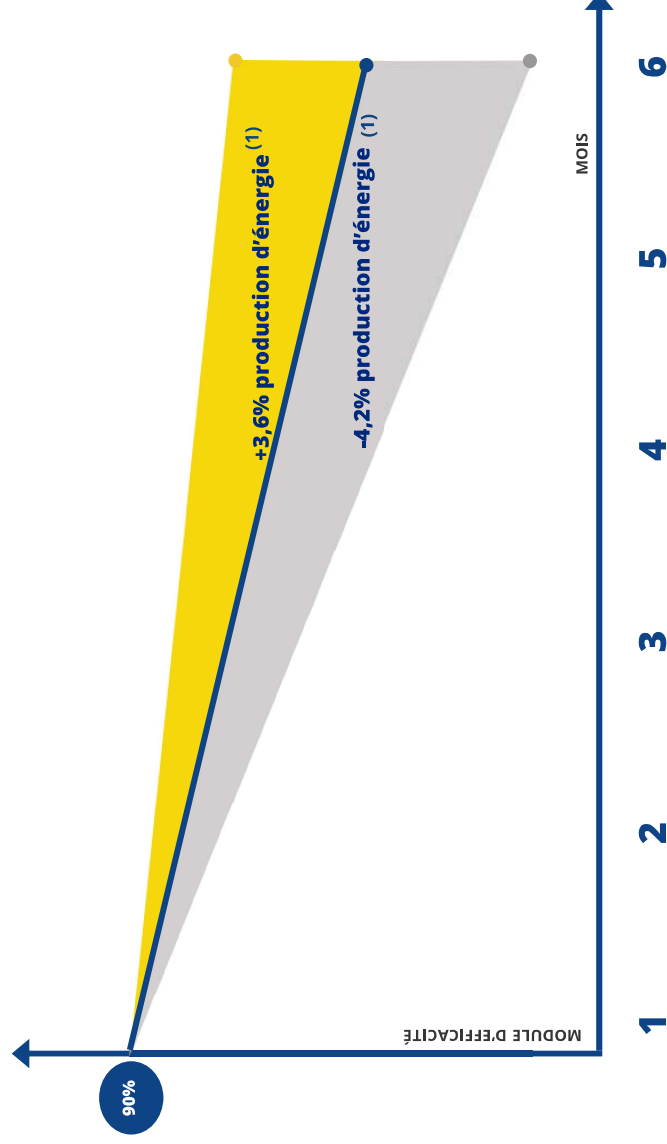 90%
MODULE D'EFFICACITÉ
+3,6% production d'énergie (1)
-4,2% production d'énergie (1)
MOIS
1 2 3 4 5 6